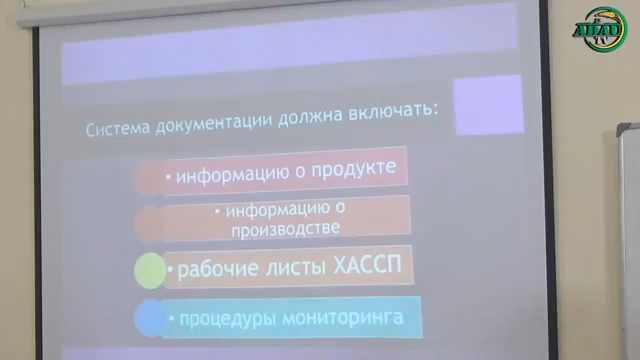 Система документации должна включать:
• информацию о продукте
• информацию о
производстве
• рабочие листы ХАССП
• процедуры мониторинга